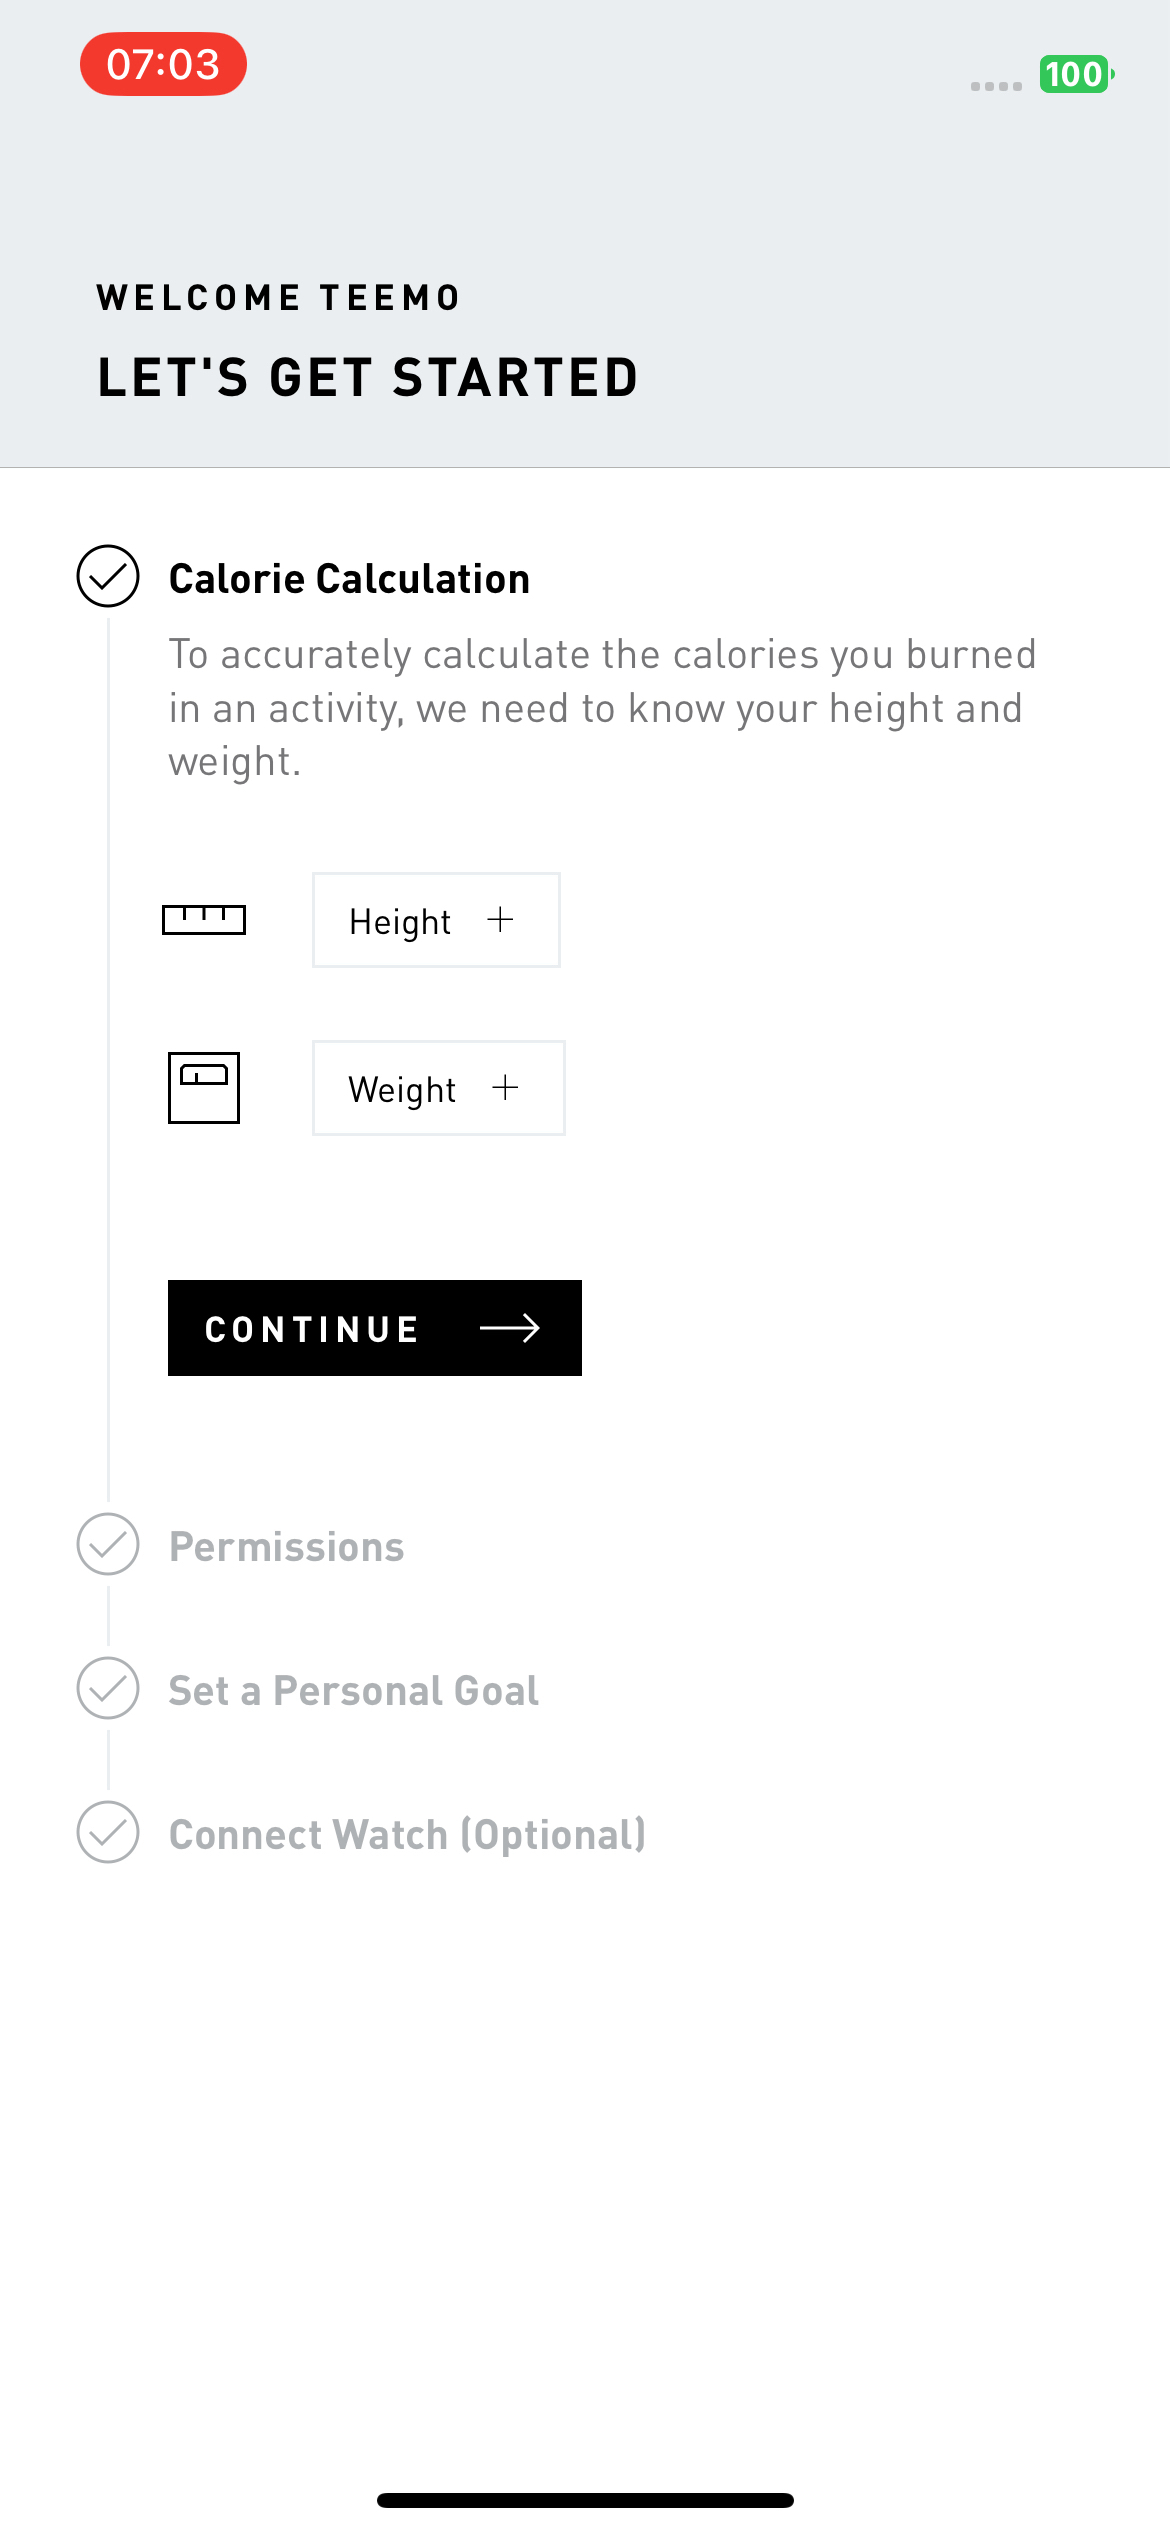 07:03
100
WELCOME TEEMO
LET'S GET STARTED
Calorie Calculation
To accurately calculate the calories you burned
in an activity, we need to know your height and
weight.
Height +
Weight +
CONTINUE
Permissions
Set a Personal Goal
Connect Watch (Optional)